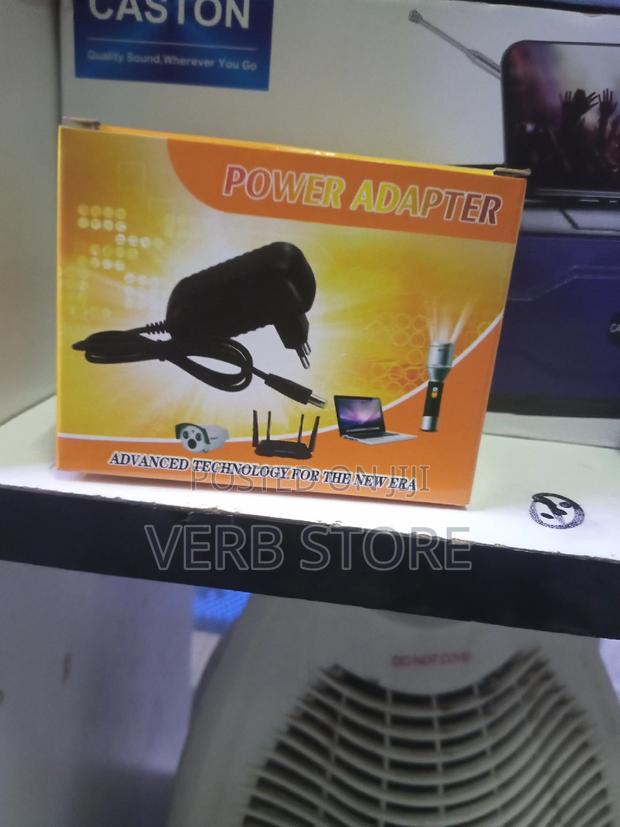 CASTON
Quality Sound, Wherever You Go
POWER ADAPTER
ADVANCED TECHNOLOGY FOR THE NEW ERA
POSTED ON JIJI
VERB STORE
DO NOT COVER